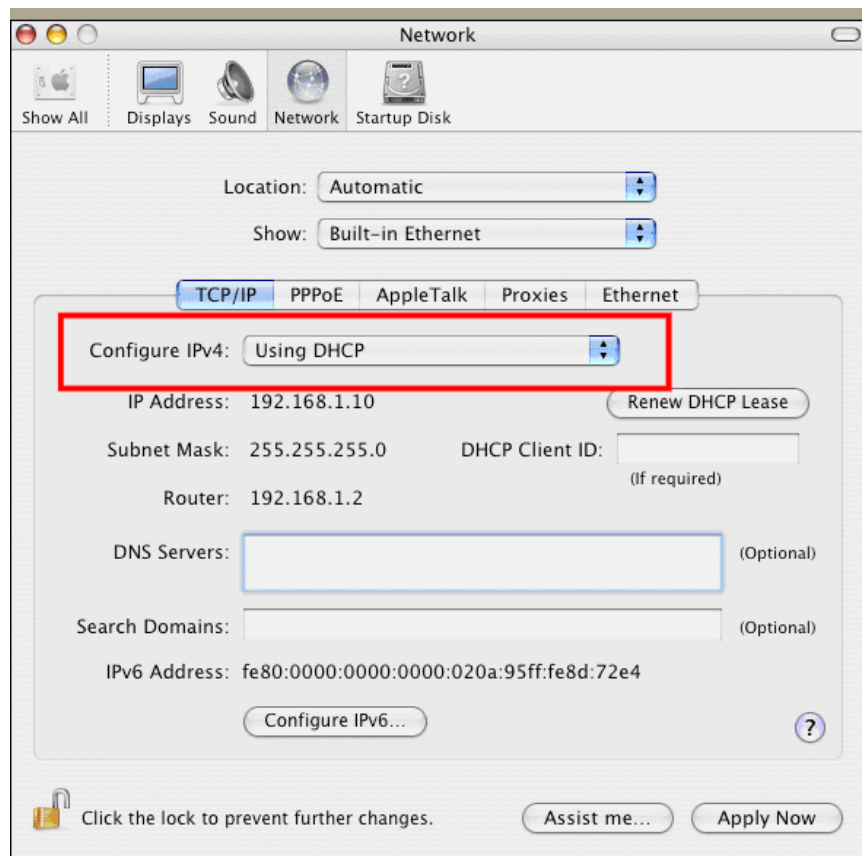 Network
Show All Displays Sound Network Startup Disk
Location: Automatic
Show: Built-in Ethernet
TCP/IP PPPoE AppleTalk Proxies Ethernet
Configure IPv4: Using DHCP
IP Address: 192.168.1.10 Renew DHCP Lease
Subnet Mask: 255.255.255.0 DHCP Client ID:
(If required)
Router: 192.168.1.2
DNS Servers: (Optional)
Search Domains: (Optional)
IPv6 Address: fe80:0000:0000:0000:020a:95ff:fe8d:72e4
Configure IPv6... ?
Click the lock to prevent further changes. Assist me... Apply Now